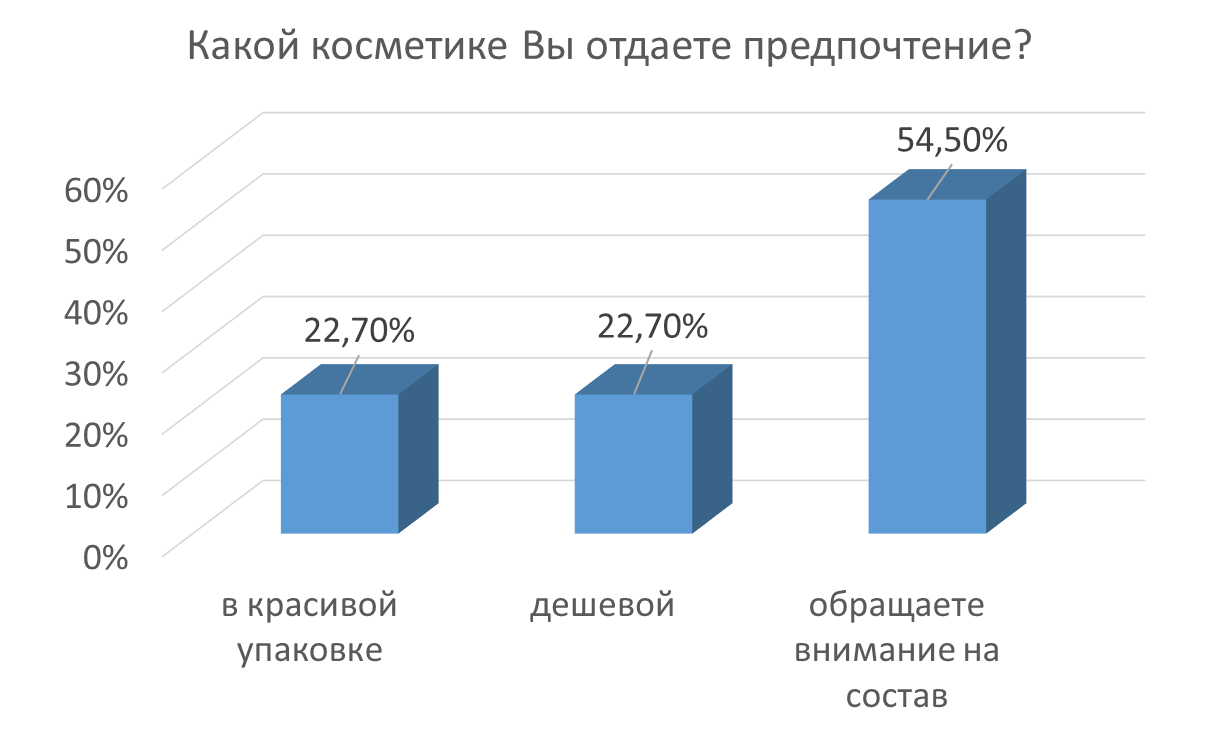 Какой косметике Вы отдаете предпочтение?
54,50%
60%
50%
40%
22,70%
22,70%
30%
20%
10%
0%
в красивой
упаковке
дешевой
обращаете
внимание на
состав